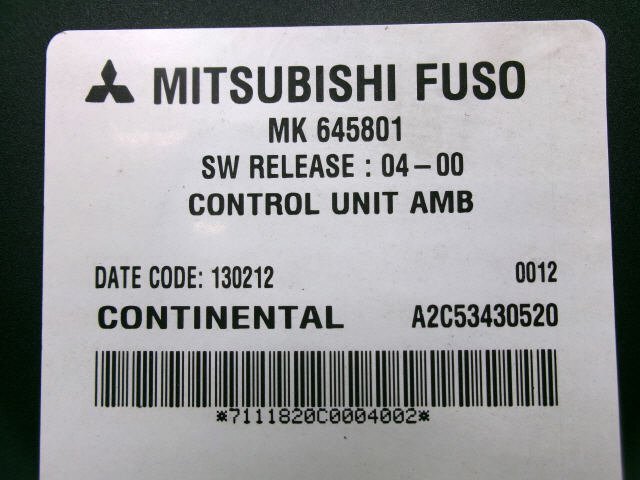 MITSUBISHI FUSO
MK 645801
SW RELEASE : 04-00
CONTROL UNIT AMB
DATE CODE: 130212 0012
CONTINENTAL A2C53430520
*7111820C0004002*